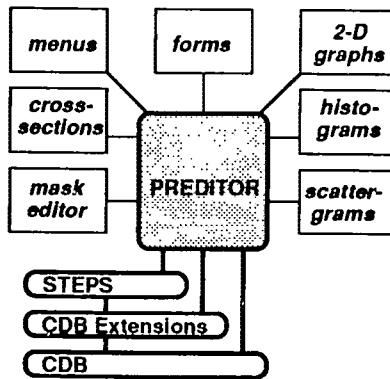 menus
forms
2-D
graphs
cross-
sections
histo-
grams
mask
editor
PREDITOR
scatter-
grams
STEPS
CDB Extensions
CDB